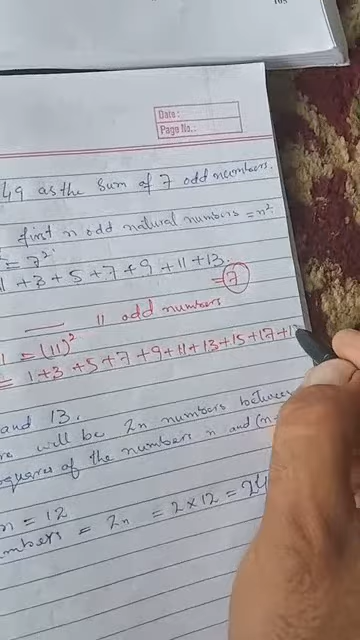 105
Date :
Page No.:
49 as the sum of 7 odd numbers.
first n odd natural numbers = n².
= 7².
+ 3 + 5 + 7 + 9 + 11 + 13.
= 7
11 odd numbers
1 = (11)²
= 1 + 3 + 5 + 7 + 9 + 11 + 13 + 15 + 17 +
and 13.
will be 2n numbers between
squares of the numbers n and (n
n = 12
= 2n = 2 × 12 = 24